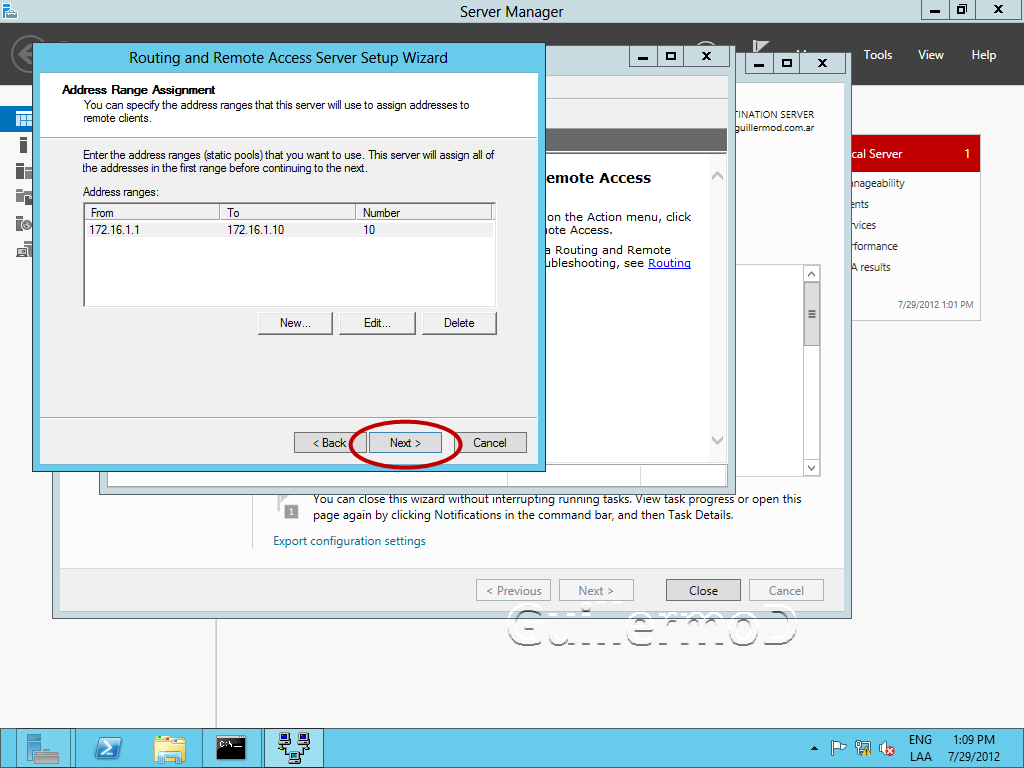 Server Manager
Tools View Help
Routing and Remote Access Server Setup Wizard
Address Range Assignment
You can specify the address ranges that this server will use to assign addresses to
remote clients.
Enter the address ranges (static pools) that you want to use. This server will assign all of
the addresses in the first range before continuing to the next.
Address ranges:
From To Number
172.16.1.1 172.16.1.10 10
New... Edit... Delete
< Back Next > Cancel
emote Access
on the Action menu, click
ote Access.
a Routing and Remote
ubleshooting, see Routing
TINATION SERVER
guillermod.com.ar
cal Server 1
anageability
ents
vices
formance
A results
7/29/2012 1:01 PM
1
You can close this wizard without interrupting running tasks. View task progress or open this
page again by clicking Notifications in the command bar, and then Task Details.
Export configuration settings
< Previous Next > Close Cancel
GuillermoD
C:\>_
ENG
LAA
1:09 PM
7/29/2012